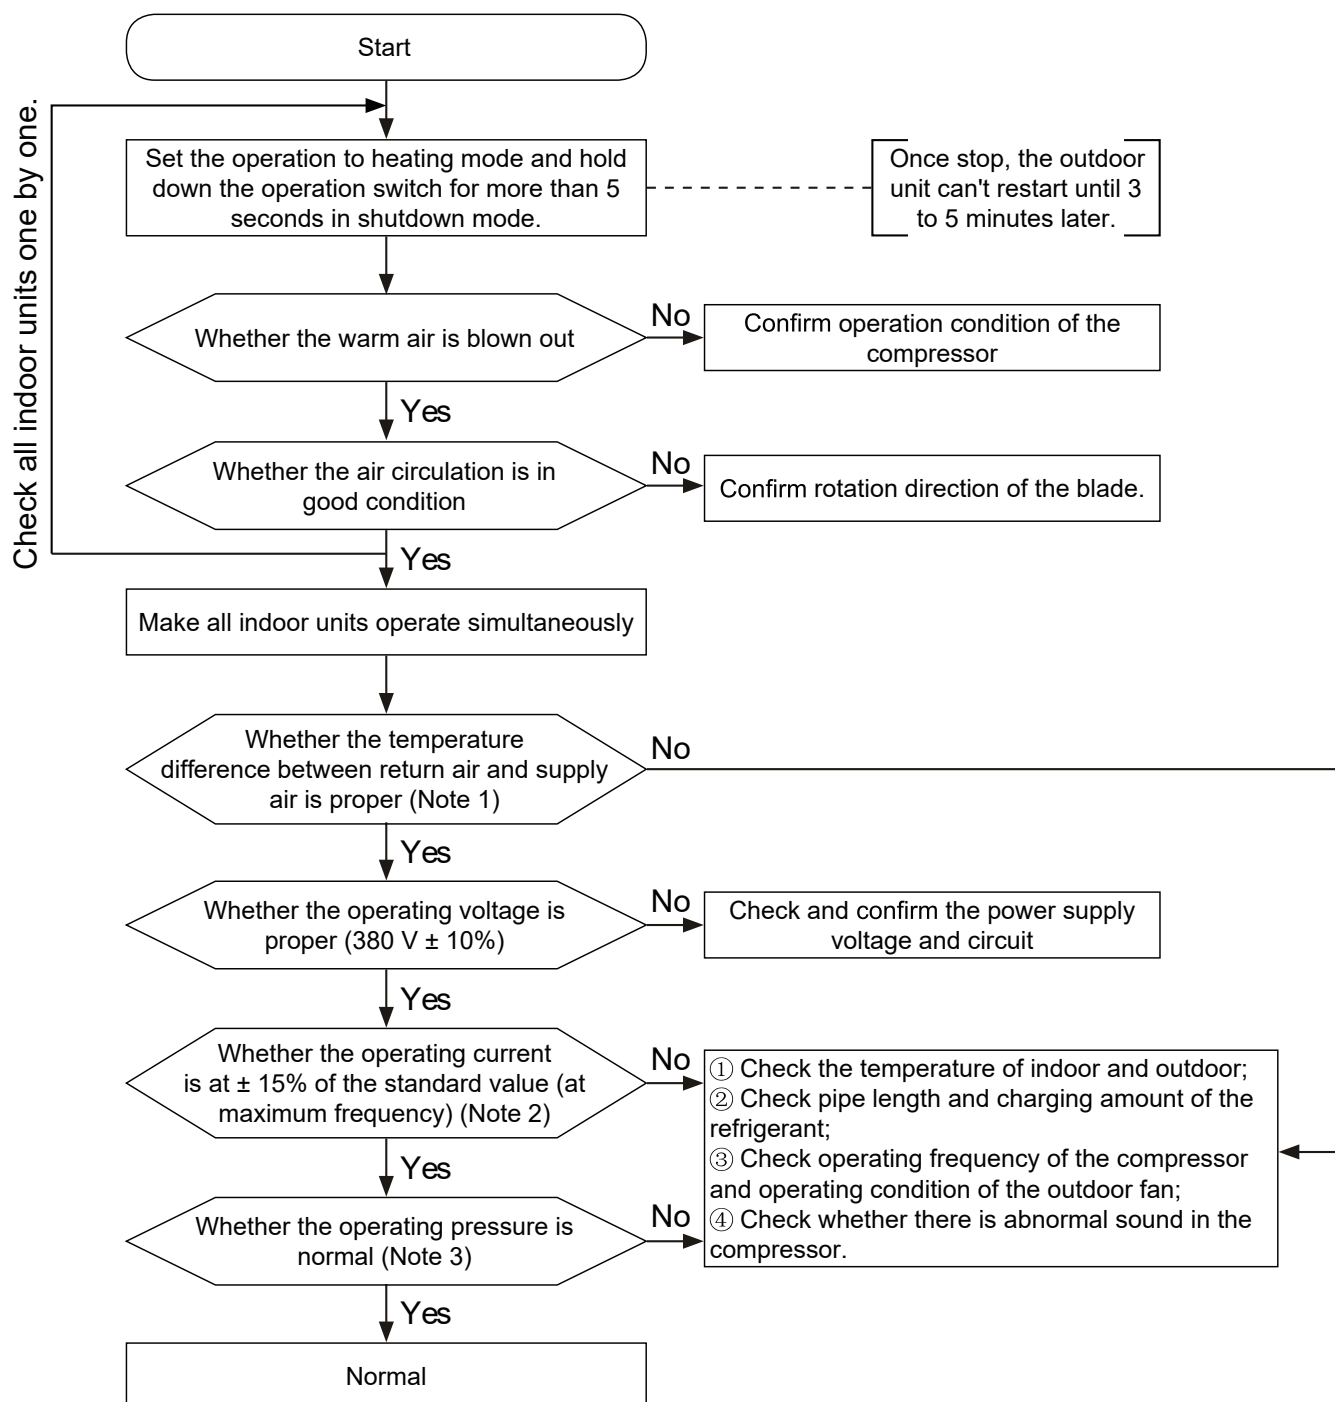 Start
Check all indoor units one by one.
Set the operation to heating mode and hold
down the operation switch for more than 5
seconds in shutdown mode.
Once stop, the outdoor
unit can't restart until 3
to 5 minutes later.
Whether the warm air is blown out
No
Confirm operation condition of the
compressor
Yes
Whether the air circulation is in
good condition
No
Confirm rotation direction of the blade.
Yes
Make all indoor units operate simultaneously
Whether the temperature
difference between return air and supply
air is proper (Note 1)
No
Yes
Whether the operating voltage is
proper (380 V ± 10%)
No
Check and confirm the power supply
voltage and circuit
Yes
Whether the operating current
is at ± 15% of the standard value (at
maximum frequency) (Note 2)
No
① Check the temperature of indoor and outdoor;
② Check pipe length and charging amount of the
refrigerant;
③ Check operating frequency of the compressor
and operating condition of the outdoor fan;
④ Check whether there is abnormal sound in the
compressor.
Yes
Whether the operating pressure is
normal (Note 3)
No
Yes
Normal